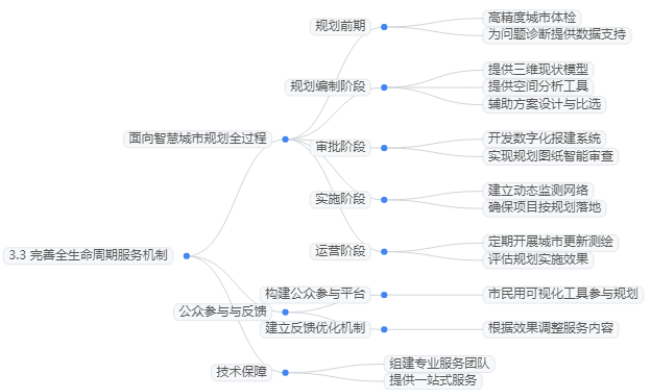 3.3 完善全生命周期服务机制
面向智慧城市规划全过程
规划前期
高精度城市体检
为问题诊断提供数据支持
规划编制阶段
提供三维现状模型
提供空间分析工具
辅助方案设计与比选
审批阶段
开发数字化报建系统
实现规划图纸智能审查
实施阶段
建立动态监测网络
确保项目按规划落地
运营阶段
定期开展城市更新测绘
评估规划实施效果
公众参与与反馈
构建公众参与平台
市民用可视化工具参与规划
建立反馈优化机制
根据效果调整服务内容
技术保障
组建专业服务团队
提供一站式服务